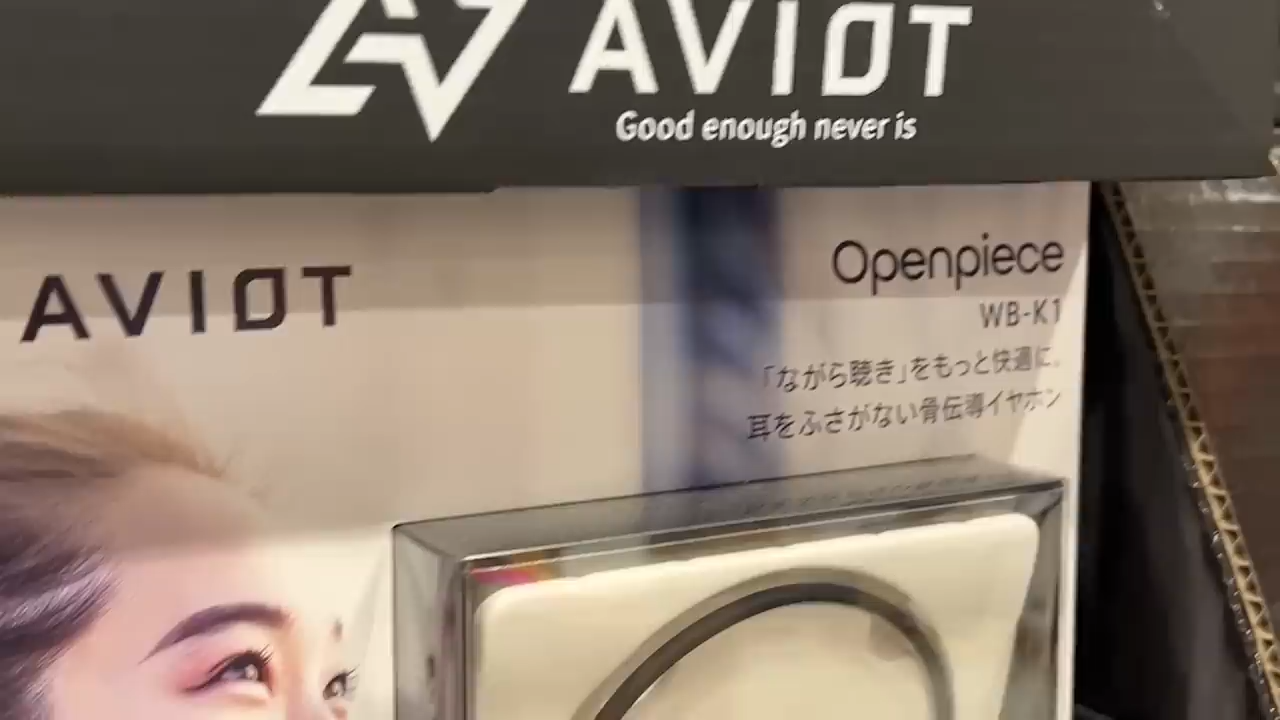 AVIOT
Good enough never is
AVIOT
Openpiece
WB-K1
「ながら聴き」をもっと快適に。
耳をふさがない骨伝導イヤホン